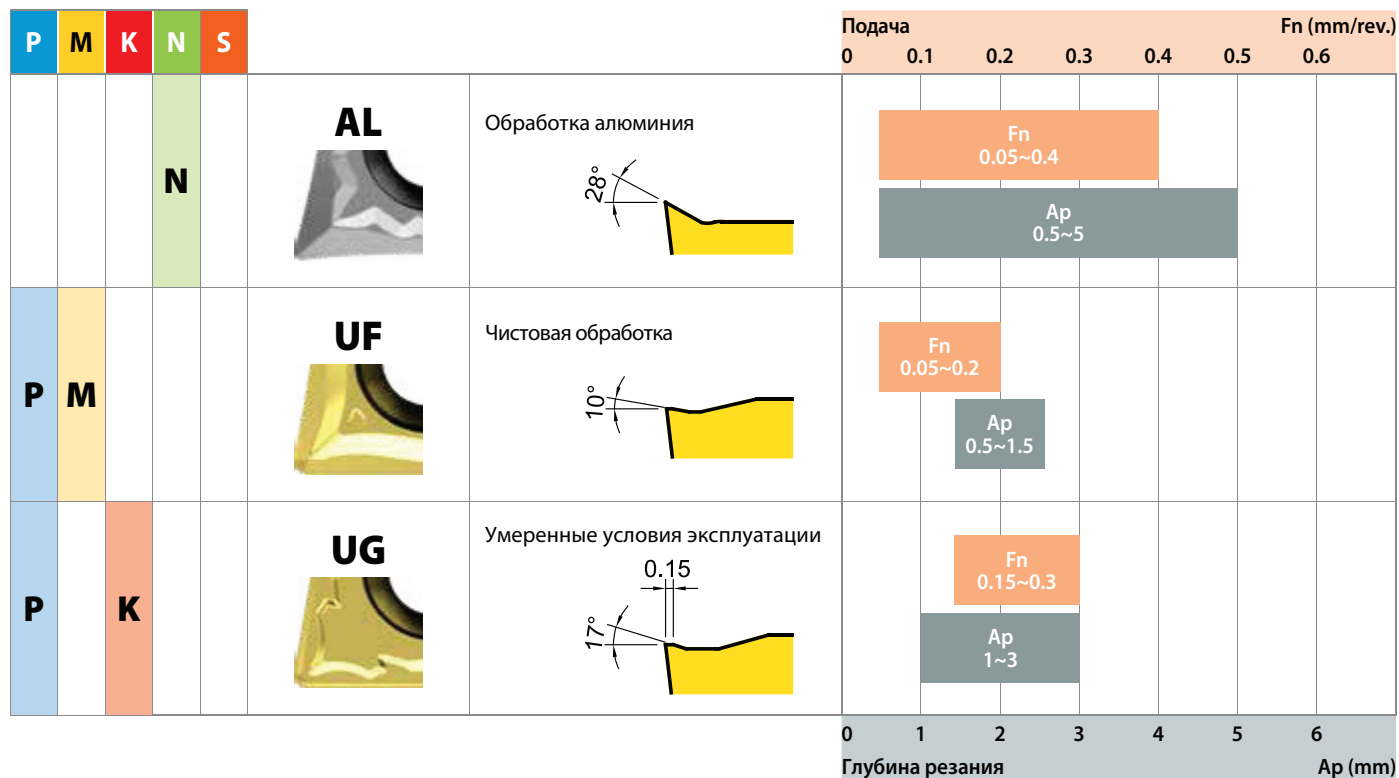 P M K N S
Подача Fn (mm/rev.)
0 0.1 0.2 0.3 0.4 0.5 0.6
N
AL
Обработка алюминия
28°
Fn
0.05~0.4
Ap
0.5~5
P M
UF
Чистовая обработка
10°
Fn
0.05~0.2
Ap
0.5~1.5
P K
UG
Умеренные условия эксплуатации
0.15
17°
Fn
0.15~0.3
Ap
1~3
0 1 2 3 4 5 6
Глубина резания Ap (mm)